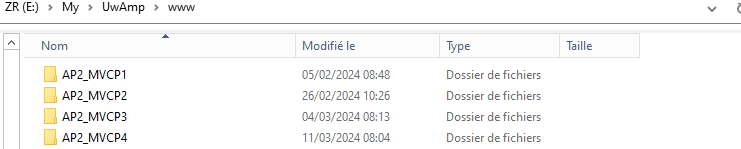 ZR (E:) > My > UwAmp > www
Nom Modifié le Type Taille
AP2_MVCP1 05/02/2024 08:48 Dossier de fichiers
AP2_MVCP2 26/02/2024 10:26 Dossier de fichiers
AP2_MVCP3 04/03/2024 08:13 Dossier de fichiers
AP2_MVCP4 11/03/2024 08:04 Dossier de fichiers